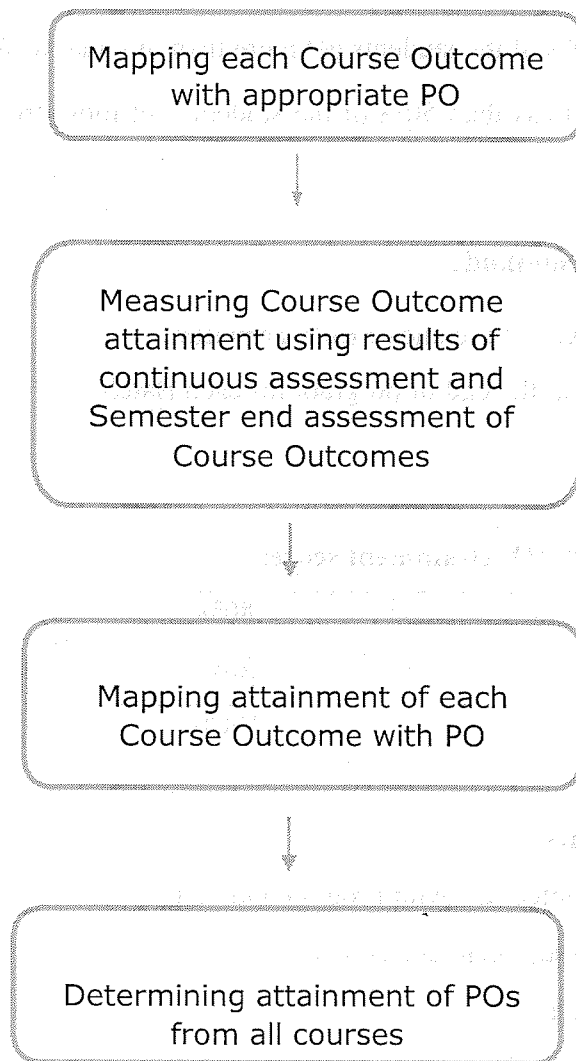 Mapping each Course Outcome
with appropriate PO
Measuring Course Outcome
attainment using results of
continuous assessment and
Semester end assessment of
Course Outcomes
Mapping attainment of each
Course Outcome with PO
Determining attainment of POs
from all courses